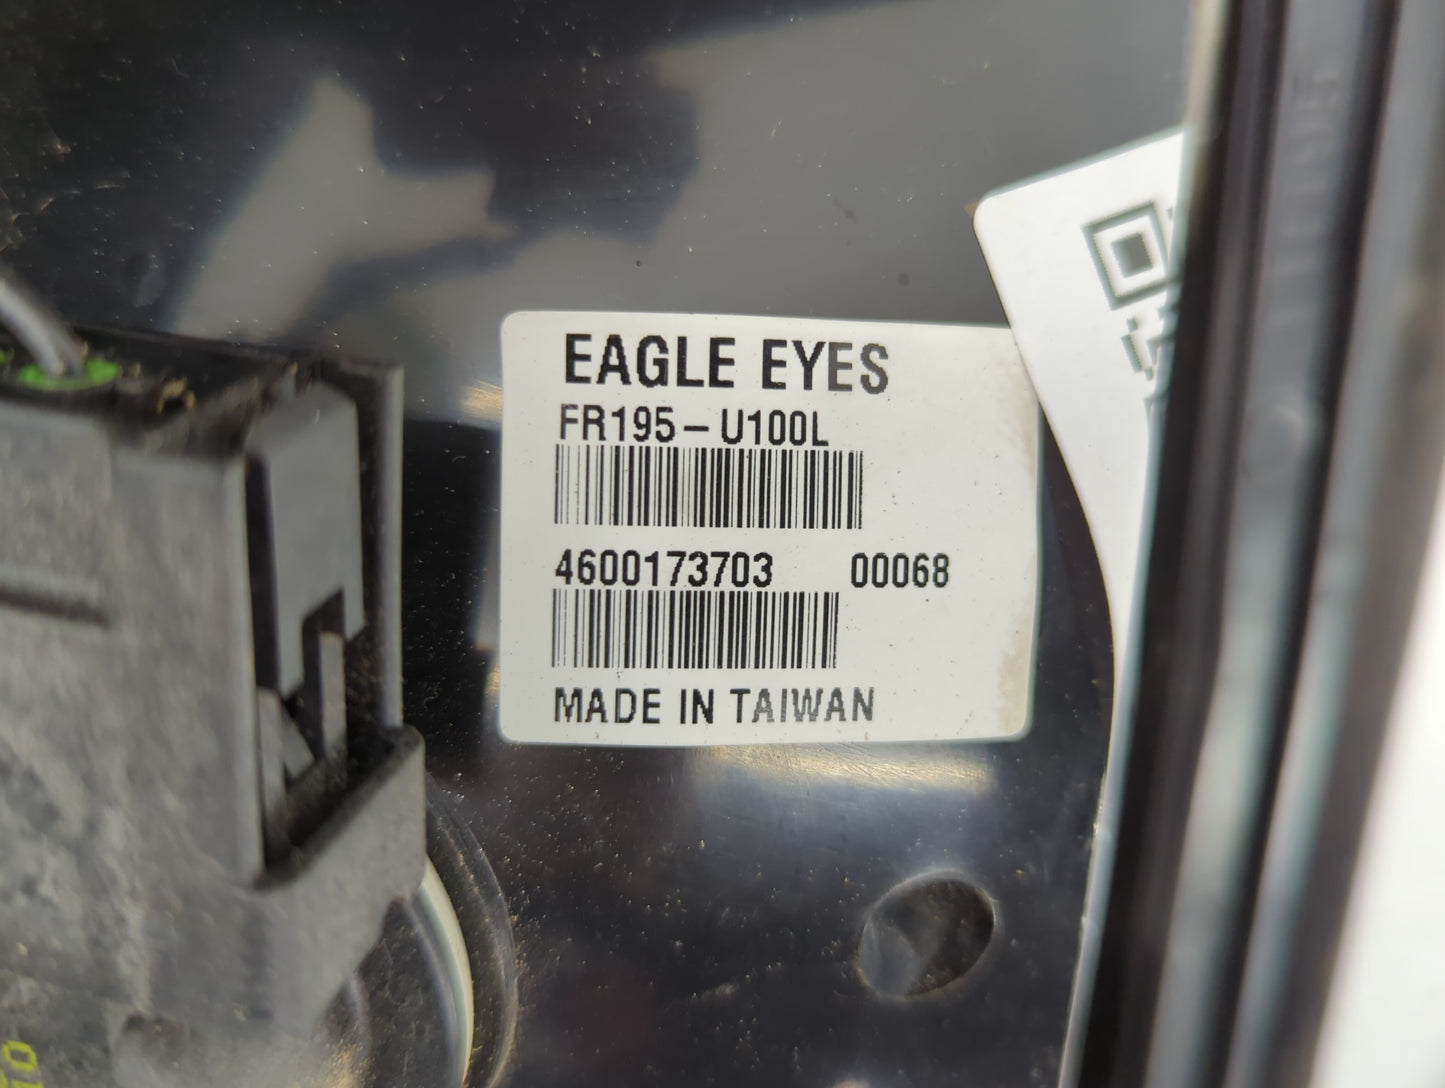 EAGLE EYES
FR195-U100L
4600173703 00068
MADE IN TAIWAN